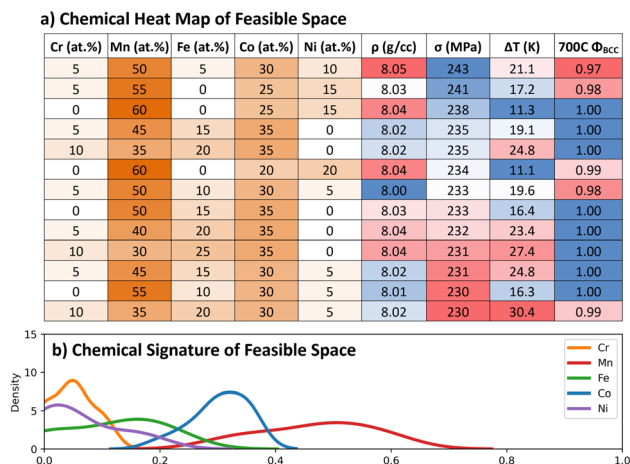 a) Chemical Heat Map of Feasible Space
Cr (at.%) Mn (at.%) Fe (at.%) Co (at.%) Ni (at.%) ρ (g/cc) σ (MPa) ΔT (K) 700C ΦBCC
5 50 5 30 10 8.05 243 21.1 0.97
5 55 0 25 15 8.03 241 17.2 0.98
0 60 0 25 15 8.04 238 11.3 1.00
5 45 15 35 0 8.02 235 19.1 1.00
10 35 20 35 0 8.02 235 24.8 1.00
0 60 0 20 20 8.04 234 11.1 0.99
5 50 10 30 5 8.00 233 19.6 0.98
0 50 15 35 0 8.03 233 16.4 1.00
5 40 20 35 0 8.04 232 23.4 1.00
10 30 25 35 0 8.04 231 27.4 1.00
5 45 15 30 5 8.02 231 24.8 1.00
0 55 10 30 5 8.01 230 16.3 1.00
10 35 20 30 5 8.02 230 30.4 0.99
b) Chemical Signature of Feasible Space
Cr
Mn
Fe
Co
Ni
Density
15
10
5
0
0.0 0.2 0.4 0.6 0.8 1.0